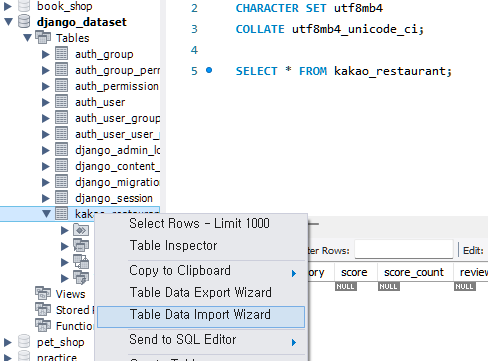 book_shop
django_dataset
Tables
auth_group
auth_group_perm
auth_permission
auth_user
auth_user_group
auth_user_user_
django_admin_lo
django_content_
django_migration
django_session
kakao_restauran
Views
Stored
Function
pet_shop
practice
2 CHARACTER SET utf8mb4
3 COLLATE utf8mb4_unicode_ci;
4
5 SELECT * FROM kakao_restaurant;
Select Rows - Limit 1000
Table Inspector
Copy to Clipboard
Table Data Export Wizard
Table Data Import Wizard
Send to SQL Editor
ter Rows:
Edit:
ory score score_count review
NULL NULL NULL